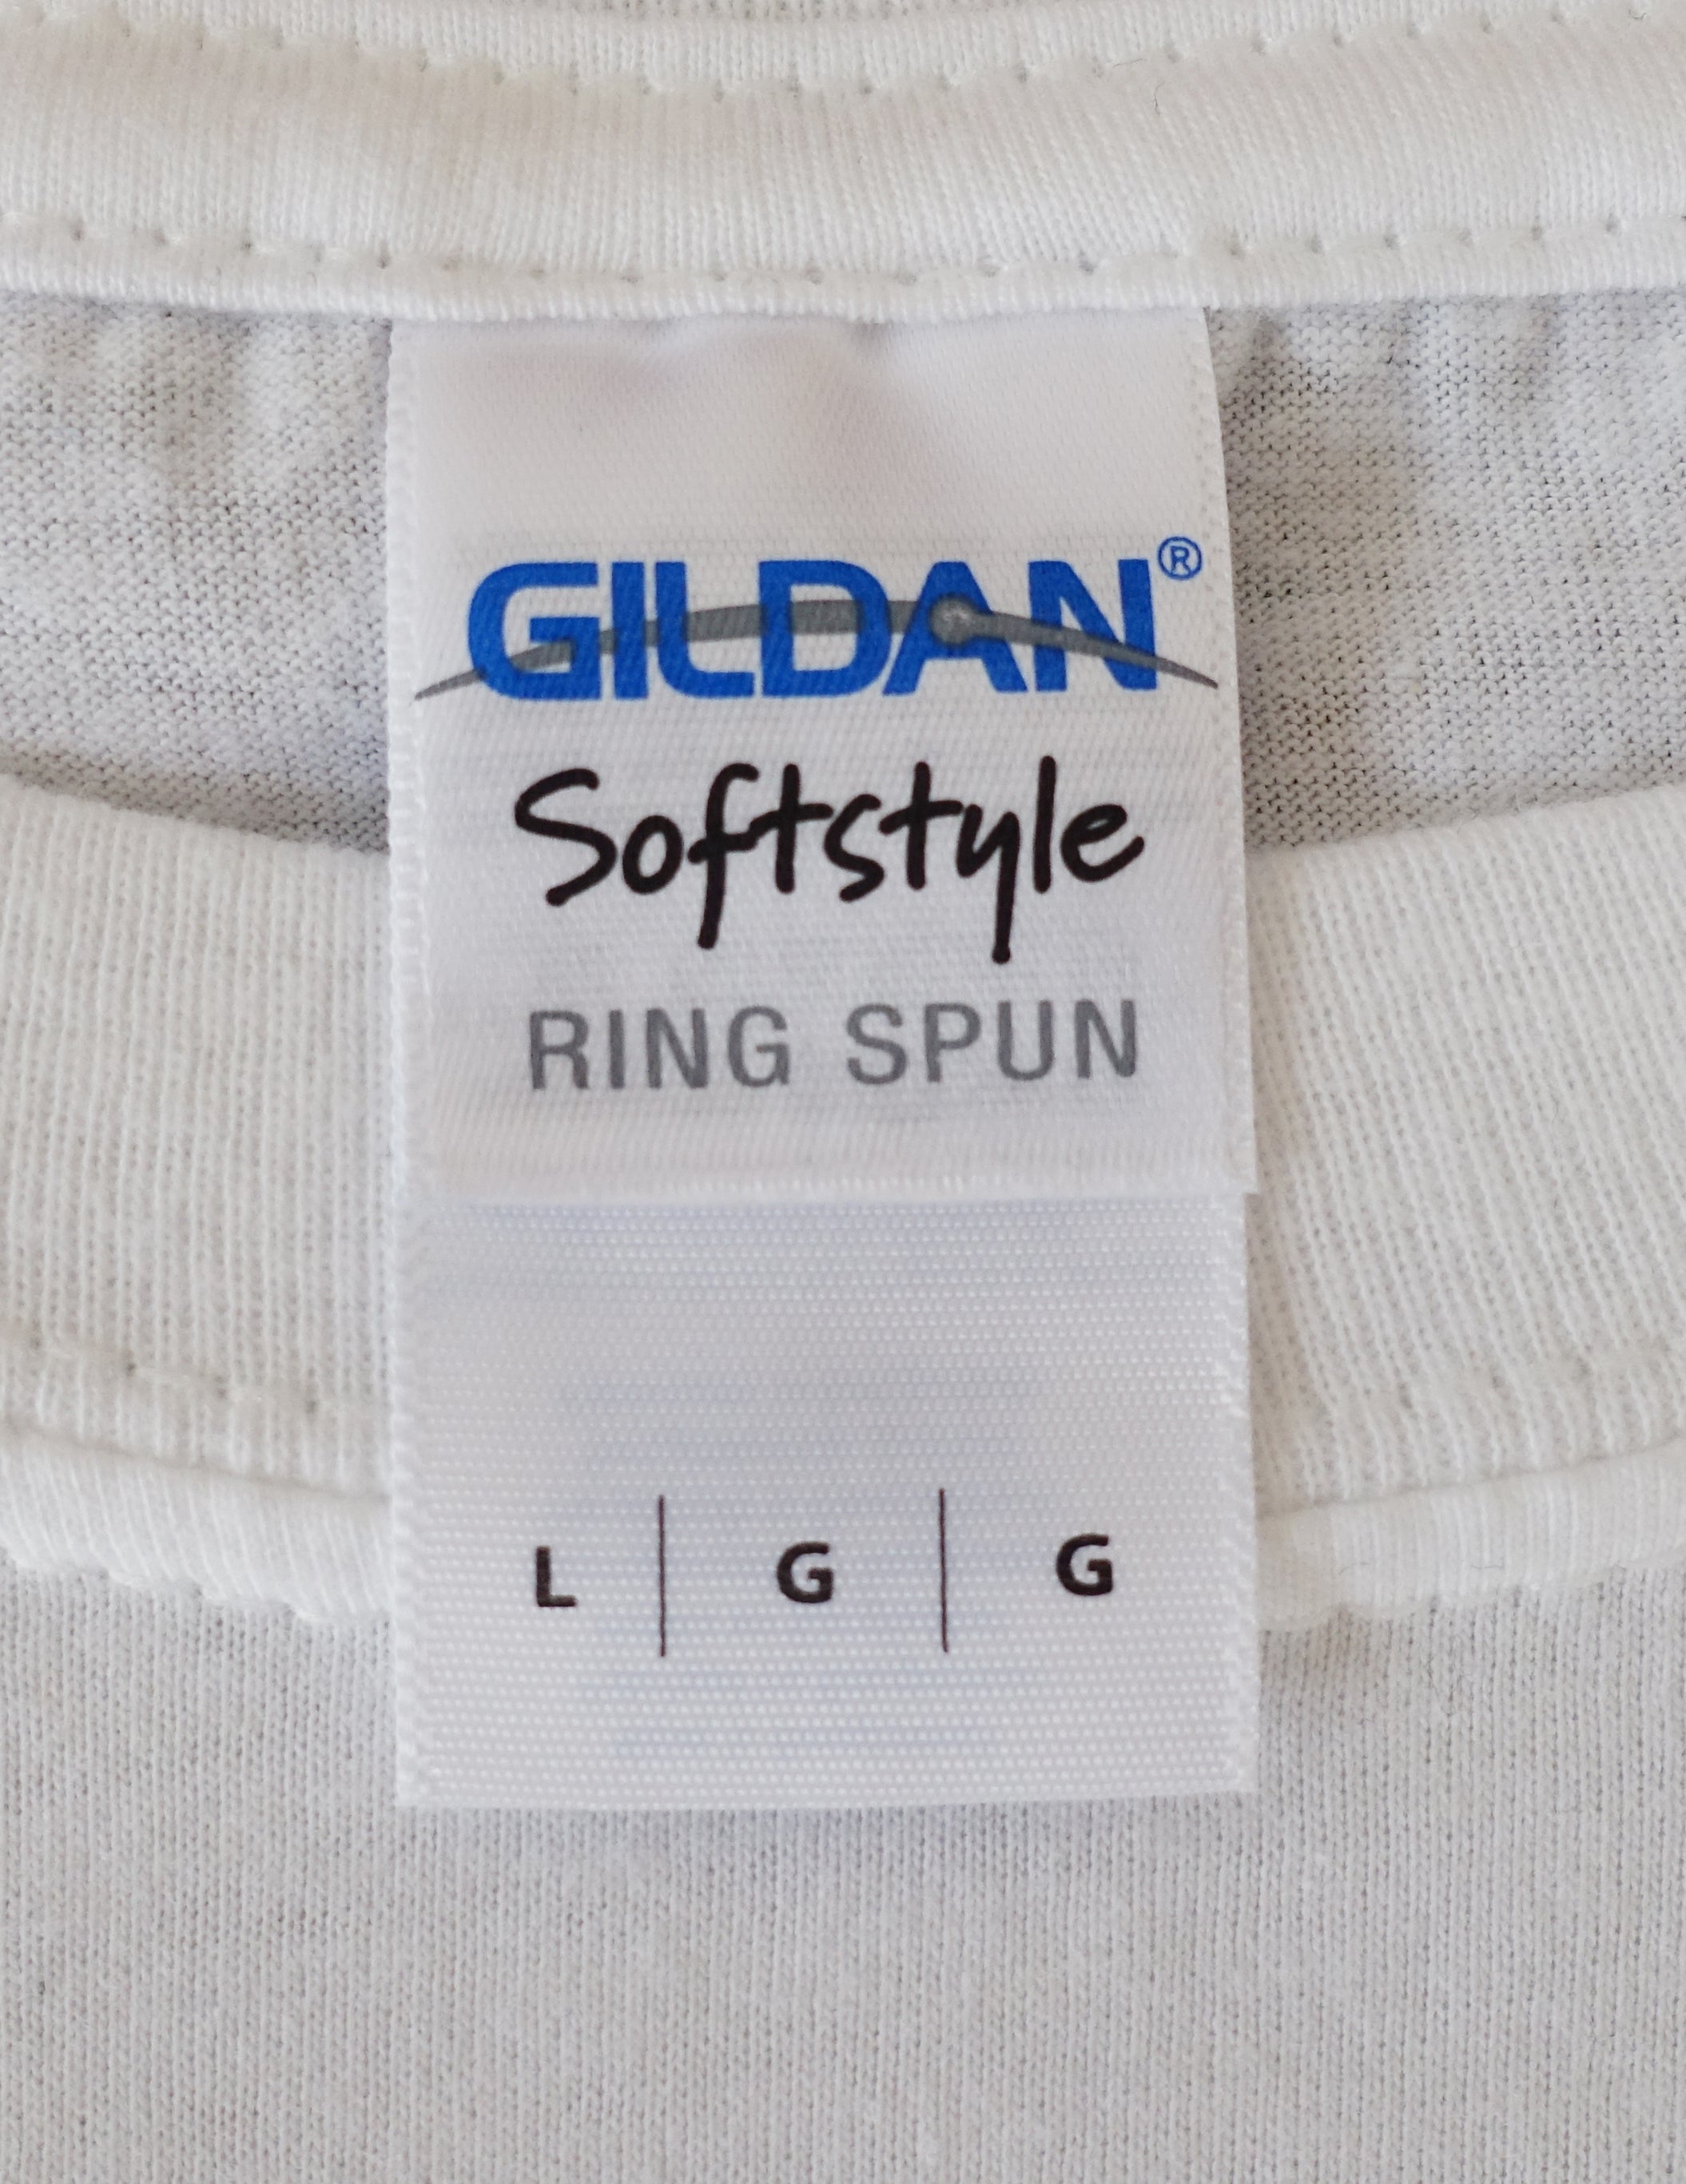 GILDAN®
Softstyle
RING SPUN
L | G | G